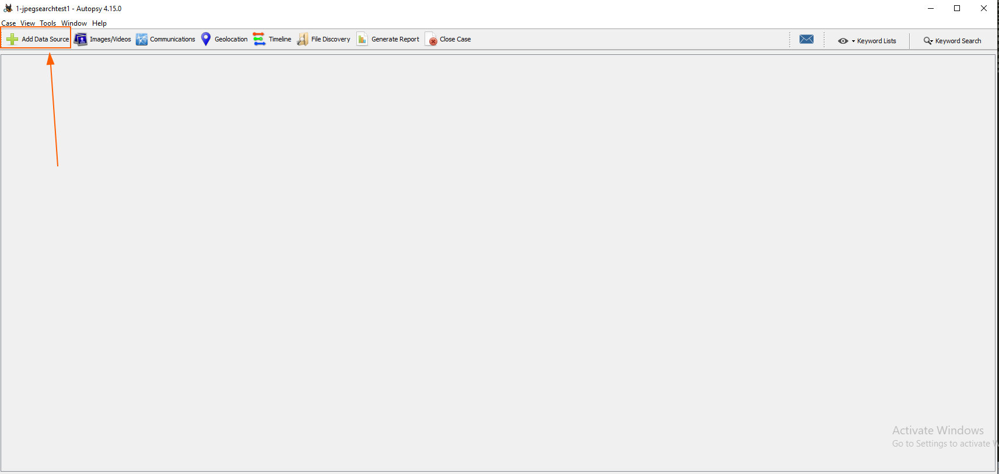 1-jpegsearchtest1 - Autopsy 4.15.0
Case View Tools Window Help
Add Data Source Images/Videos Communications Geolocation Timeline File Discovery Generate Report Close Case Keyword Lists Keyword Search
Activate Windows
Go to Settings to activate W